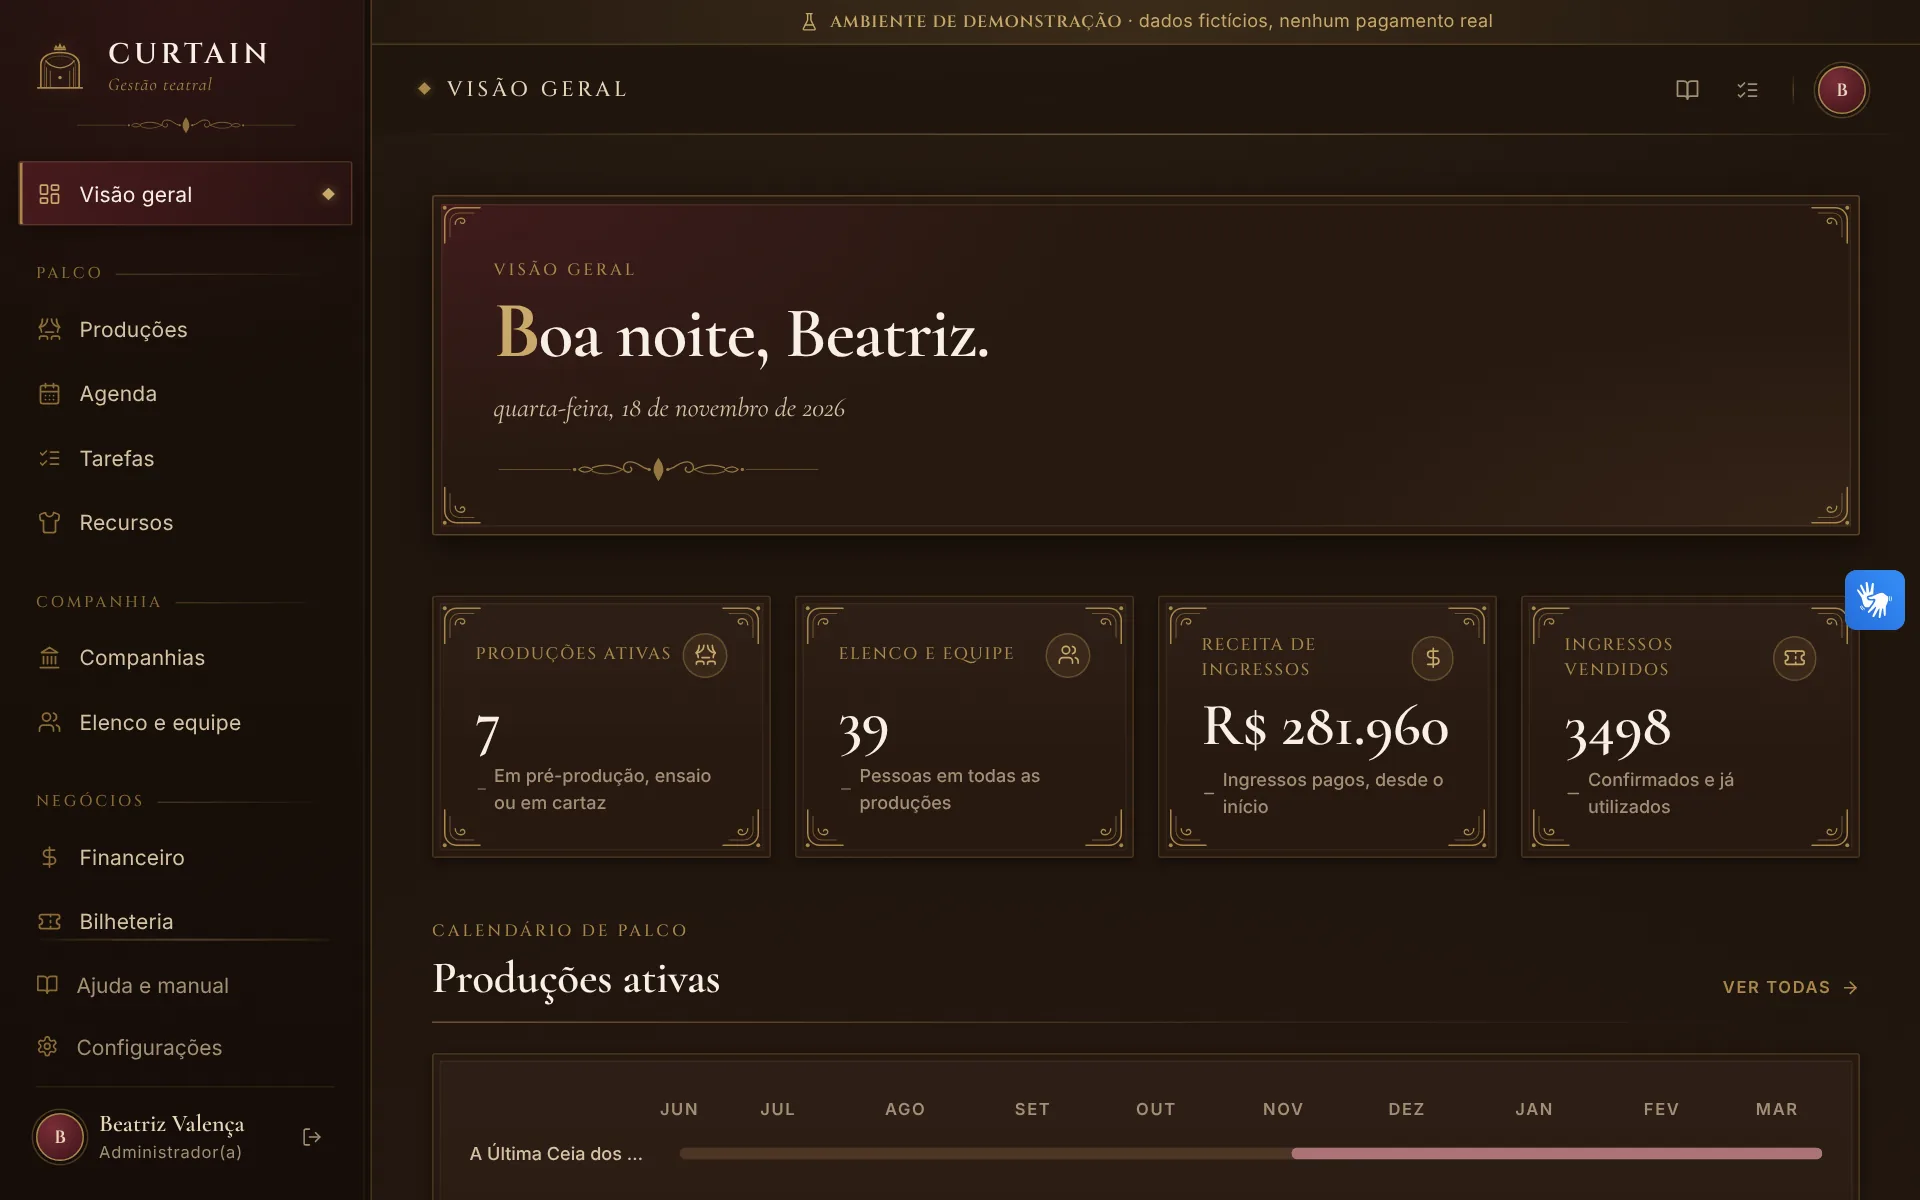 CURTAIN
Gestão teatral
Visão geral
PALCO
Produções
Agenda
Tarefas
Recursos
COMPANHIA
Companhias
Elenco e equipe
NEGÓCIOS
Financeiro
Bilheteria
Ajuda e manual
Configurações
B
Beatriz Valença
Administrador(a)
AMBIENTE DE DEMONSTRAÇÃO · dados fictícios, nenhum pagamento real
VISÃO GERAL
B
VISÃO GERAL
Boa noite, Beatriz.
quarta-feira, 18 de novembro de 2026
PRODUÇÕES ATIVAS
7
– Em pré-produção, ensaio
ou em cartaz
ELENCO E EQUIPE
39
– Pessoas em todas as
produções
RECEITA DE
INGRESSOS
R$ 281.960
– Ingressos pagos, desde o
início
INGRESSOS
VENDIDOS
3498
– Confirmados e já
utilizados
CALENDÁRIO DE PALCO
Produções ativas
VER TODAS
JUN JUL AGO SET OUT NOV DEZ JAN FEV MAR
A Última Ceia dos ...